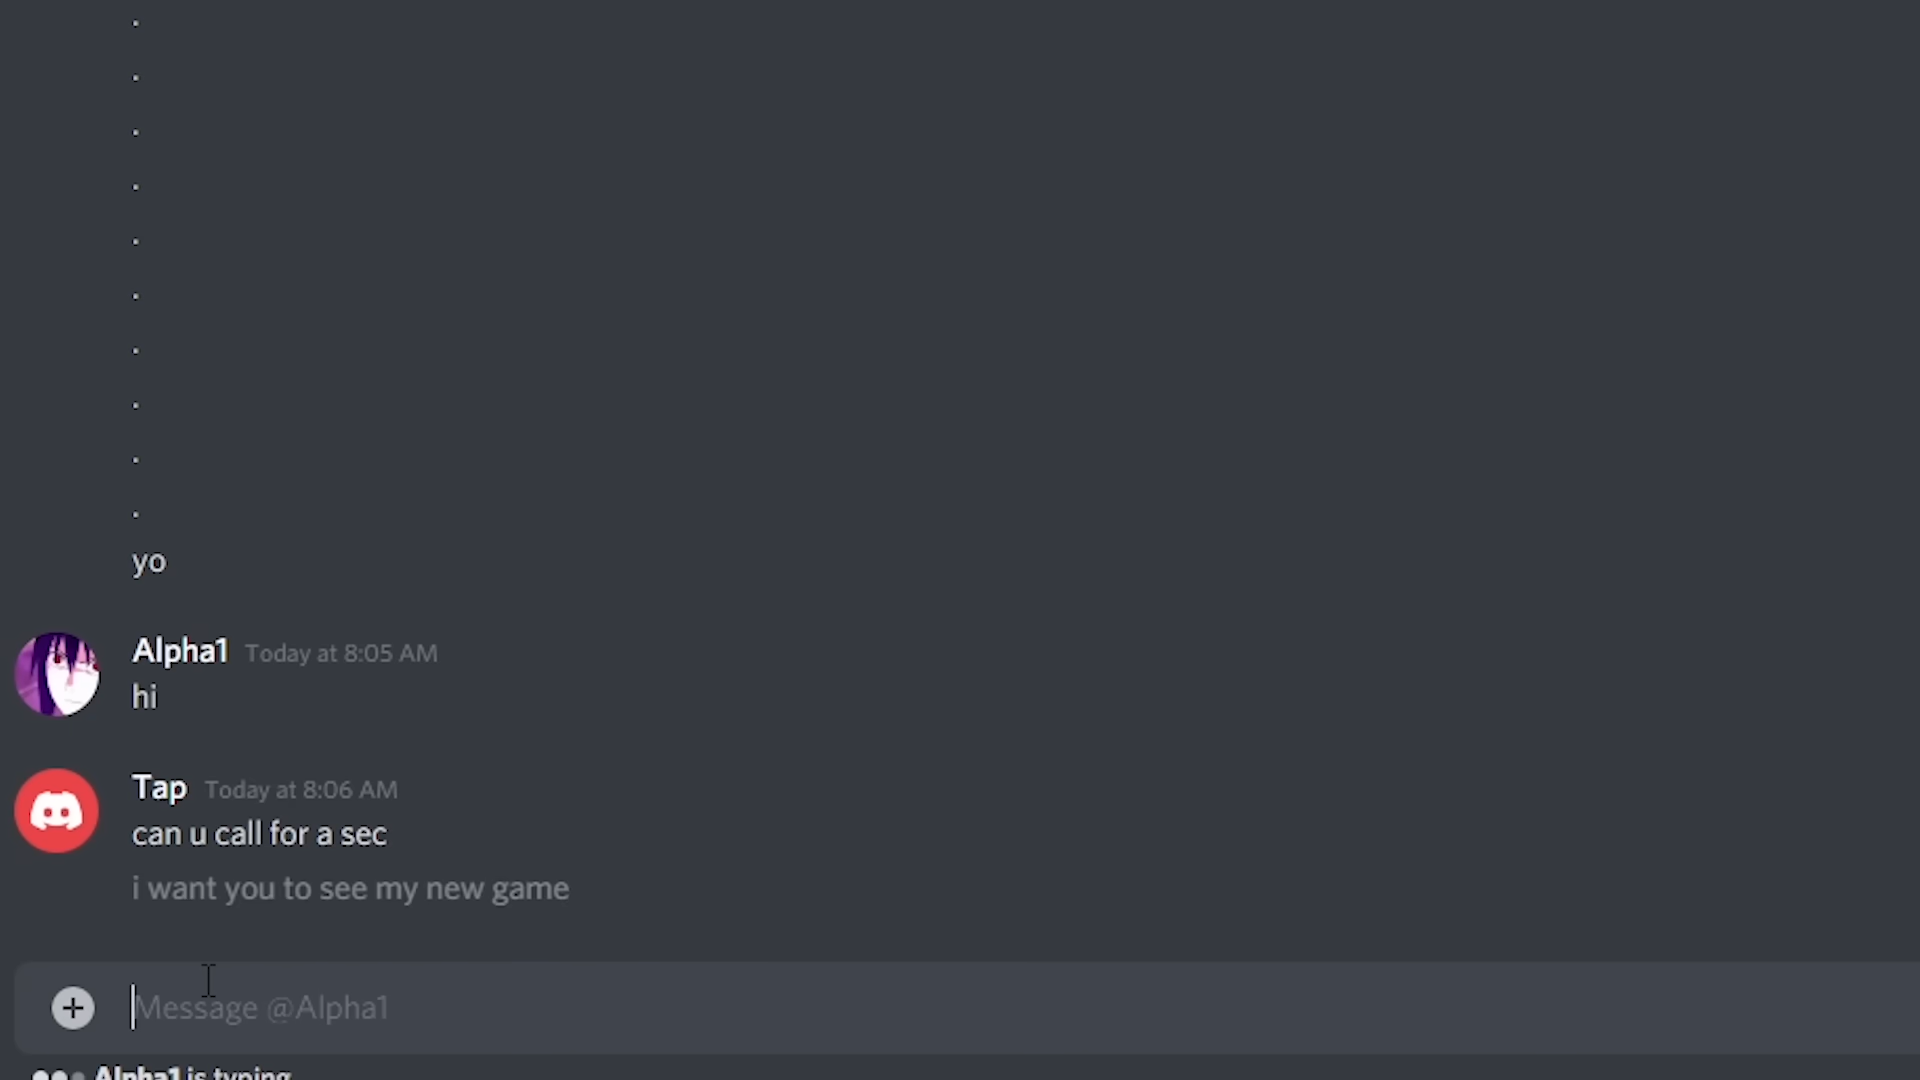 .
.
.
.
.
.
.
.
.
.
yo
Alpha1 Today at 8:05 AM
hi
Tap Today at 8:06 AM
can u call for a sec
i want you to see my new game
Message @Alpha1
Alpha1 is typing